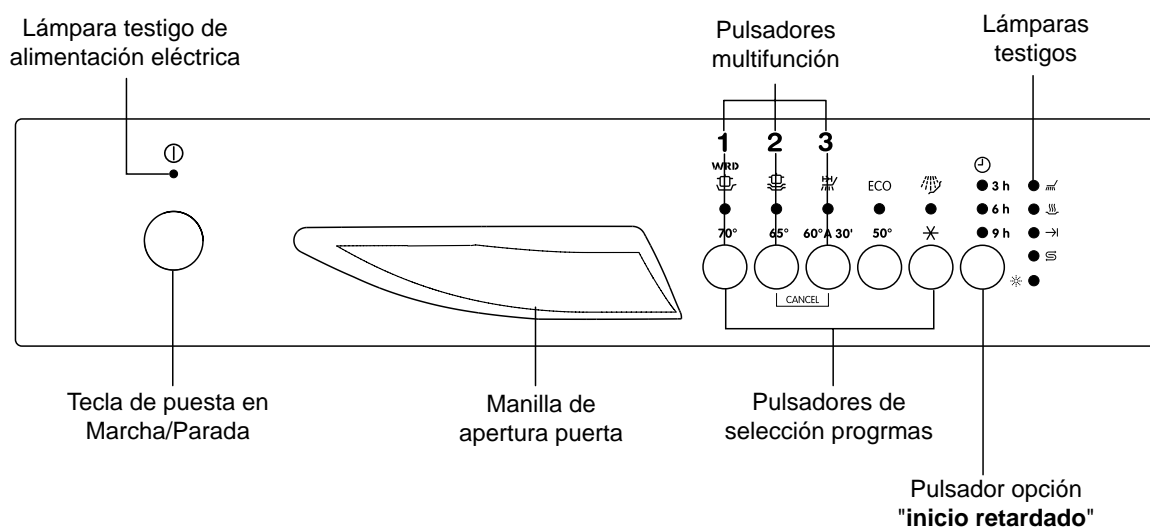 Lámpara testigo de
alimentación eléctrica
Pulsadores
multifunción
Lámparas
testigos
1 2 3
WRD
ECO
3 h
6 h
70° 65° 60°A 30' 50° 9 h
CANCEL
Tecla de puesta en
Marcha/Parada
Manilla de
apertura puerta
Pulsadores de
selección progrmas
Pulsador opción
"inicio retardado"